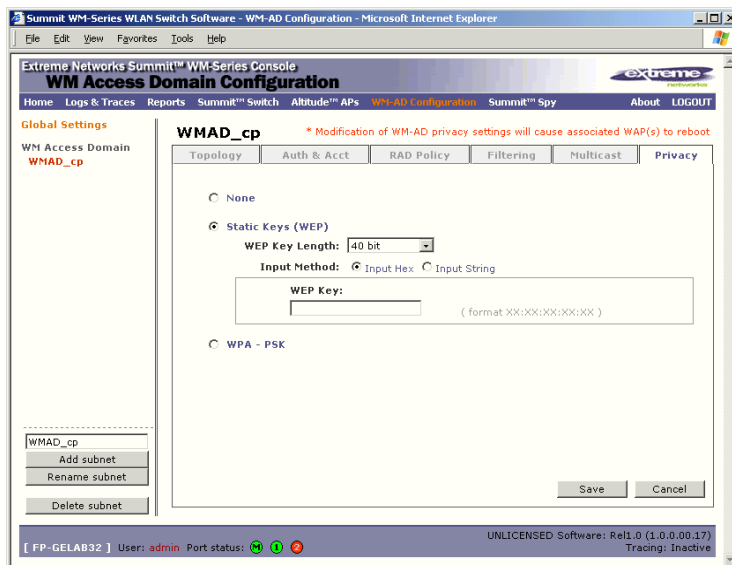 Summit WM-Series WLAN Switch Software - WM-AD Configuration - Microsoft Internet Explorer
File Edit View Favorites Tools Help
Extreme Networks Summit™ WM-Series Console
WM Access Domain Configuration
extreme networks
Home Logs & Traces Reports Summit™ Switch Altitude™ APs WM-AD Configuration Summit™ Spy About LOGOUT
Global Settings
WM Access Domain
WMAD_cp
WMAD_cp * Modification of WM-AD privacy settings will cause associated WAP(s) to reboot
Topology Auth & Acct RAD Policy Filtering Multicast Privacy
None
Static Keys (WEP)
WEP Key Length: 40 bit
Input Method: Input Hex Input String
WEP Key:
( format XX:XX:XX:XX:XX )
WPA - PSK
WMAD_cp
Add subnet
Rename subnet
Delete subnet
Save Cancel
[ FP-GELAB32 ] User: admin Port status: M 1 2
UNLICENSED Software: Rel1.0 (1.0.0.00.17)
Tracing: Inactive